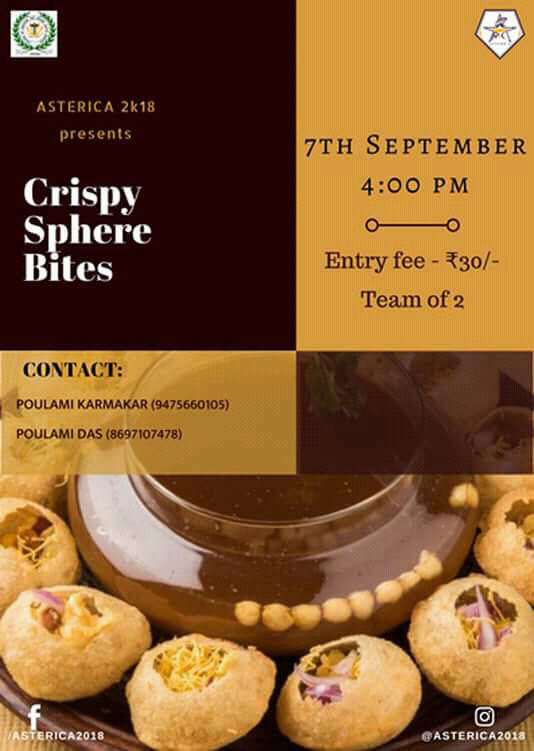 ASTERICA 2k18
presents
Crispy
Sphere
Bites
7TH SEPTEMBER
4:00 PM
Entry fee - ₹30/-
Team of 2
CONTACT:
POULAMI KARMAKAR (9475660105)
POULAMI DAS (8697107478)
/ASTERICA2018
@ASTERICA2018